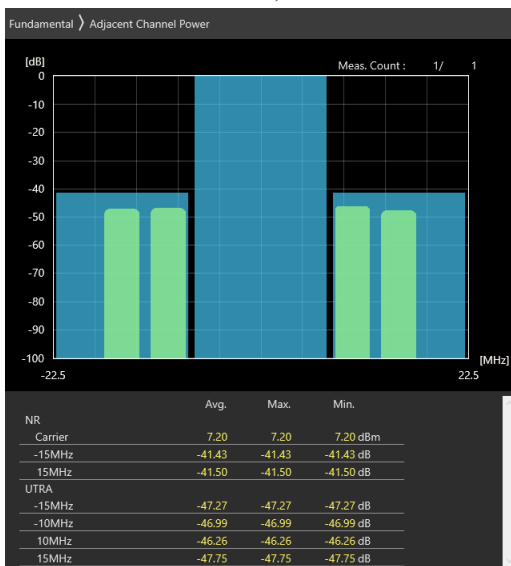 Fundamental 〉 Adjacent Channel Power
[dB]
Meas. Count : 1/ 1
0
-10
-20
-30
-40
-50
-60
-70
-80
-90
-100
[MHz]
-22.5 22.5
Avg. Max. Min.
NR
Carrier 7.20 7.20 7.20 dBm
-15MHz -41.43 -41.43 -41.43 dB
15MHz -41.50 -41.50 -41.50 dB
UTRA
-15MHz -47.27 -47.27 -47.27 dB
-10MHz -46.99 -46.99 -46.99 dB
10MHz -46.26 -46.26 -46.26 dB
15MHz -47.75 -47.75 -47.75 dB